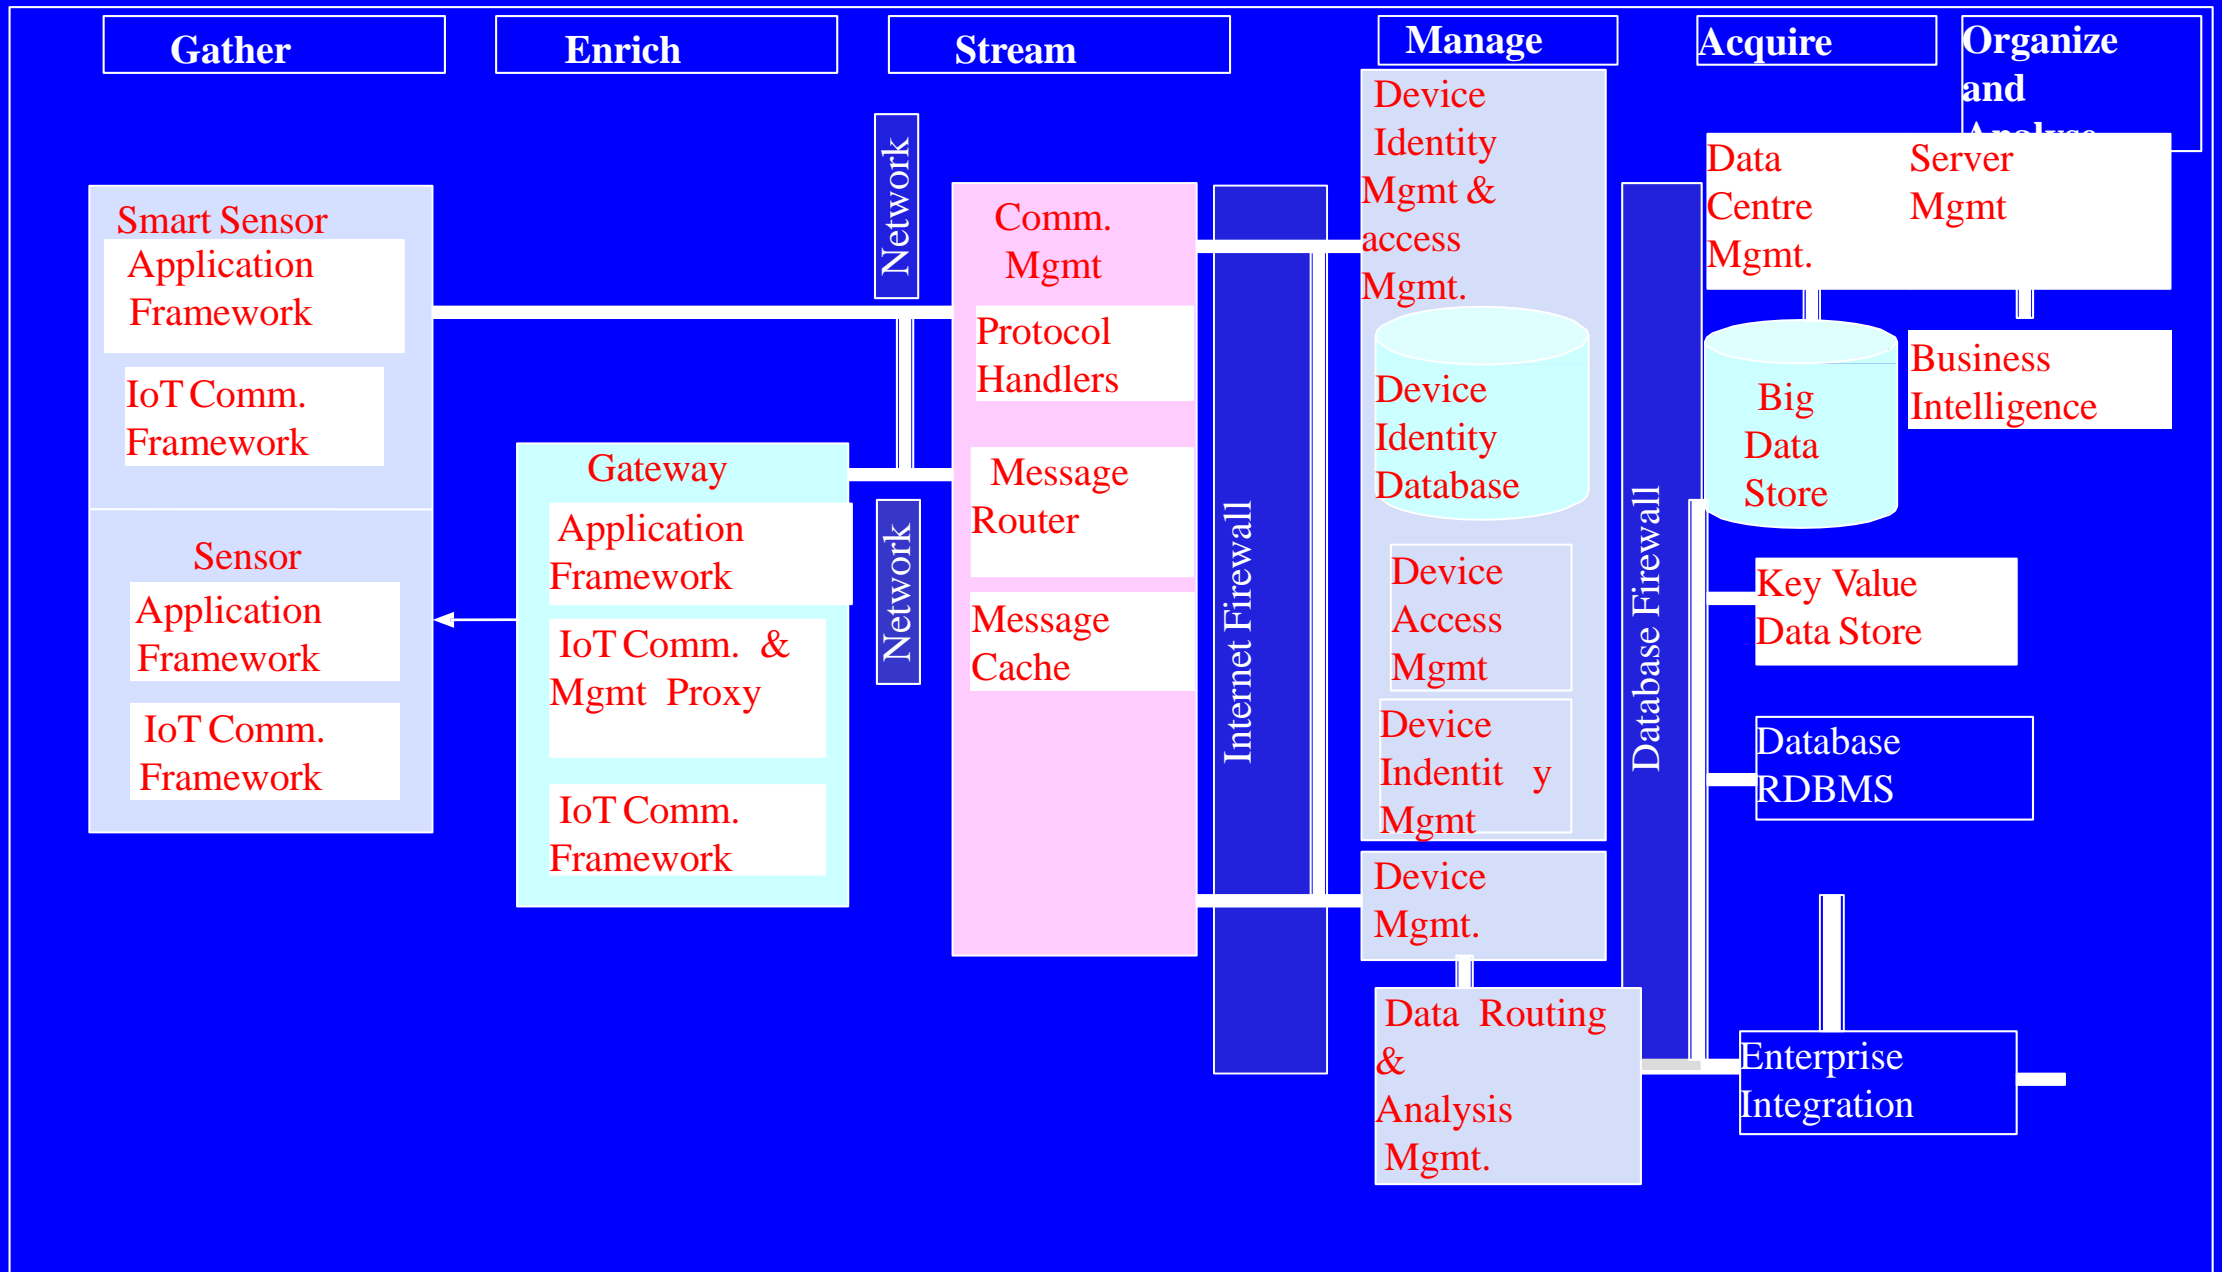 Gather
Enrich
Stream
Manage
Acquire
Organize
and
Analyse
Smart Sensor
Application
Framework
IoT Comm.
Framework
Sensor
Application
Framework
IoT Comm.
Framework
Gateway
Application
Framework
IoT Comm. &
Mgmt Proxy
IoT Comm.
Framework
Network
Network
Comm.
Mgmt
Protocol
Handlers
Message
Router
Message
Cache
Internet Firewall
Device
Identity
Mgmt &
access
Mgmt.
Device
Identity
Database
Device
Access
Mgmt
Device
Indentit y
Mgmt
Device
Mgmt.
Data Routing
&
Analysis
Mgmt.
Database Firewall
Data
Centre
Mgmt.
Server
Mgmt
Big
Data
Store
Business
Intelligence
Key Value
Data Store
Database
RDBMS
Enterprise
Integration